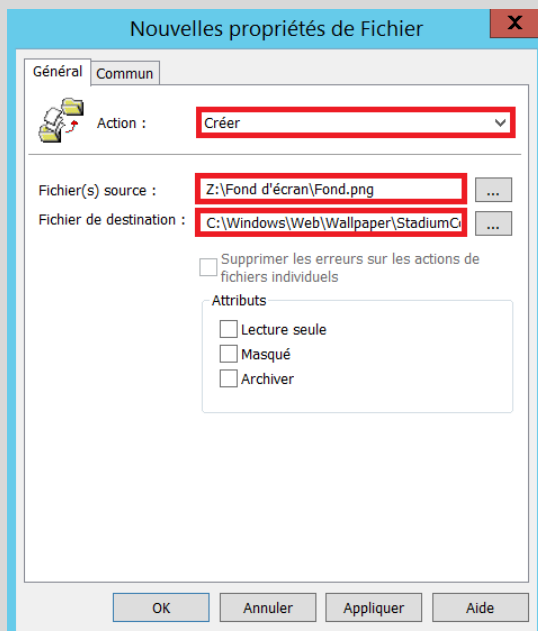 Nouvelles propriétés de Fichier
X
Général Commun
Action : Créer
Fichier(s) source : Z:\Fond d'écran\Fond.png ...
Fichier de destination : C:\Windows\Web\Wallpaper\StadiumC ...
Supprimer les erreurs sur les actions de
fichiers individuels
Attributs
Lecture seule
Masqué
Archiver
OK Annuler Appliquer Aide